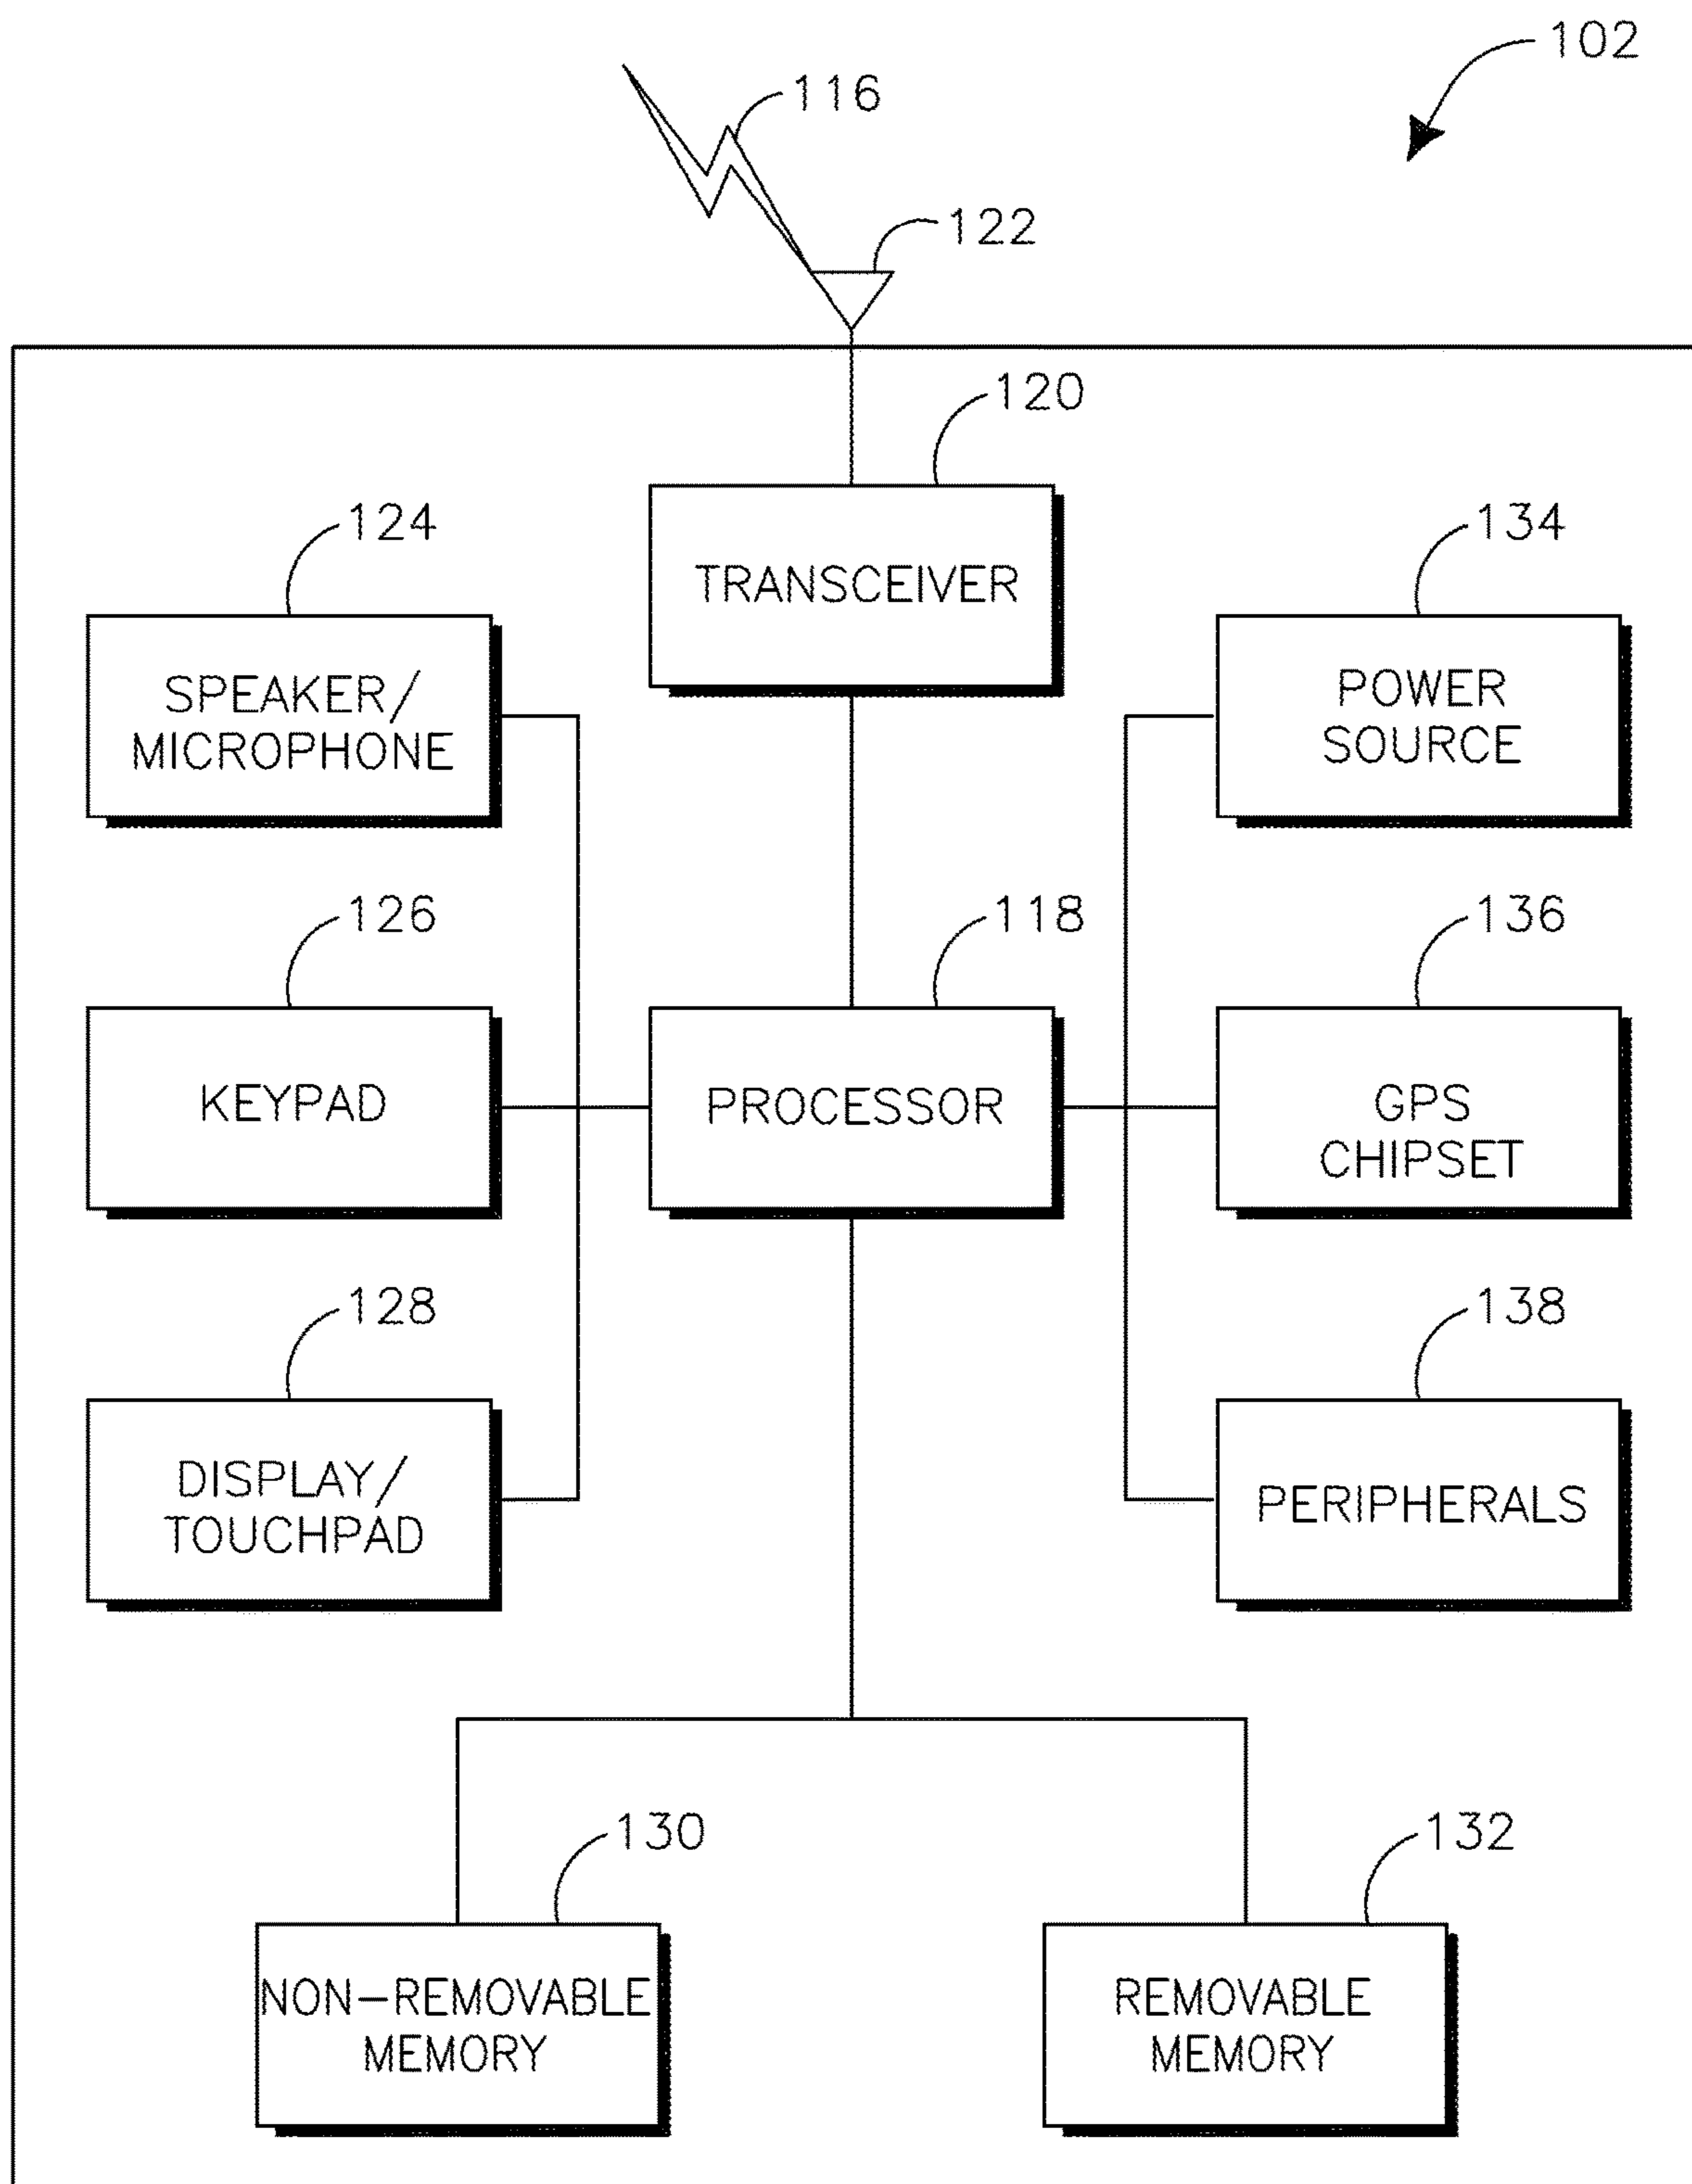 102
116
122
120
TRANSCEIVER
124
SPEAKER/
MICROPHONE
134
POWER
SOURCE
126
KEYPAD
118
PROCESSOR
136
GPS
CHIPSET
128
DISPLAY/
TOUCHPAD
138
PERIPHERALS
130
NON-REMOVABLE
MEMORY
132
REMOVABLE
MEMORY